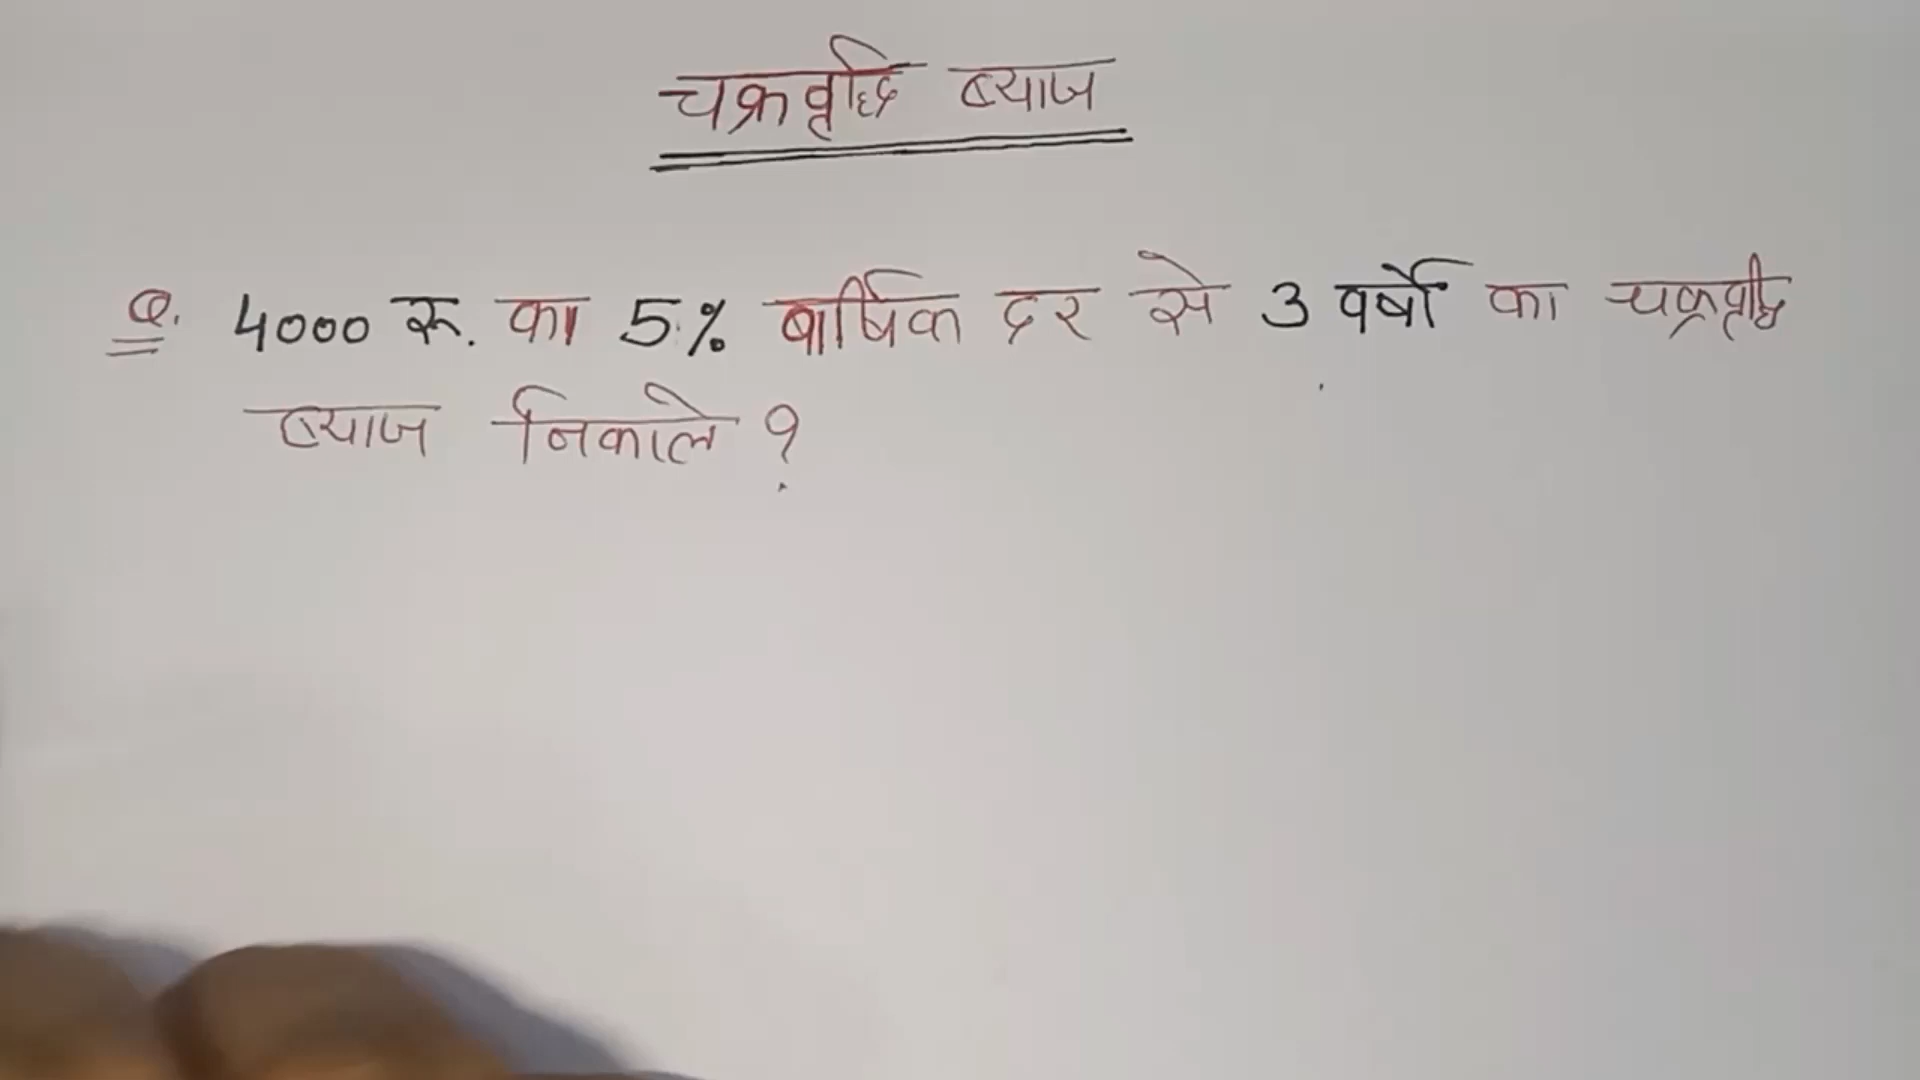 चक्रवृद्धि ब्याज
Q. 4000 रू. का 5% बार्षिक दर से 3 वर्षो का चक्रवृद्धि
ब्याज निकाले ?